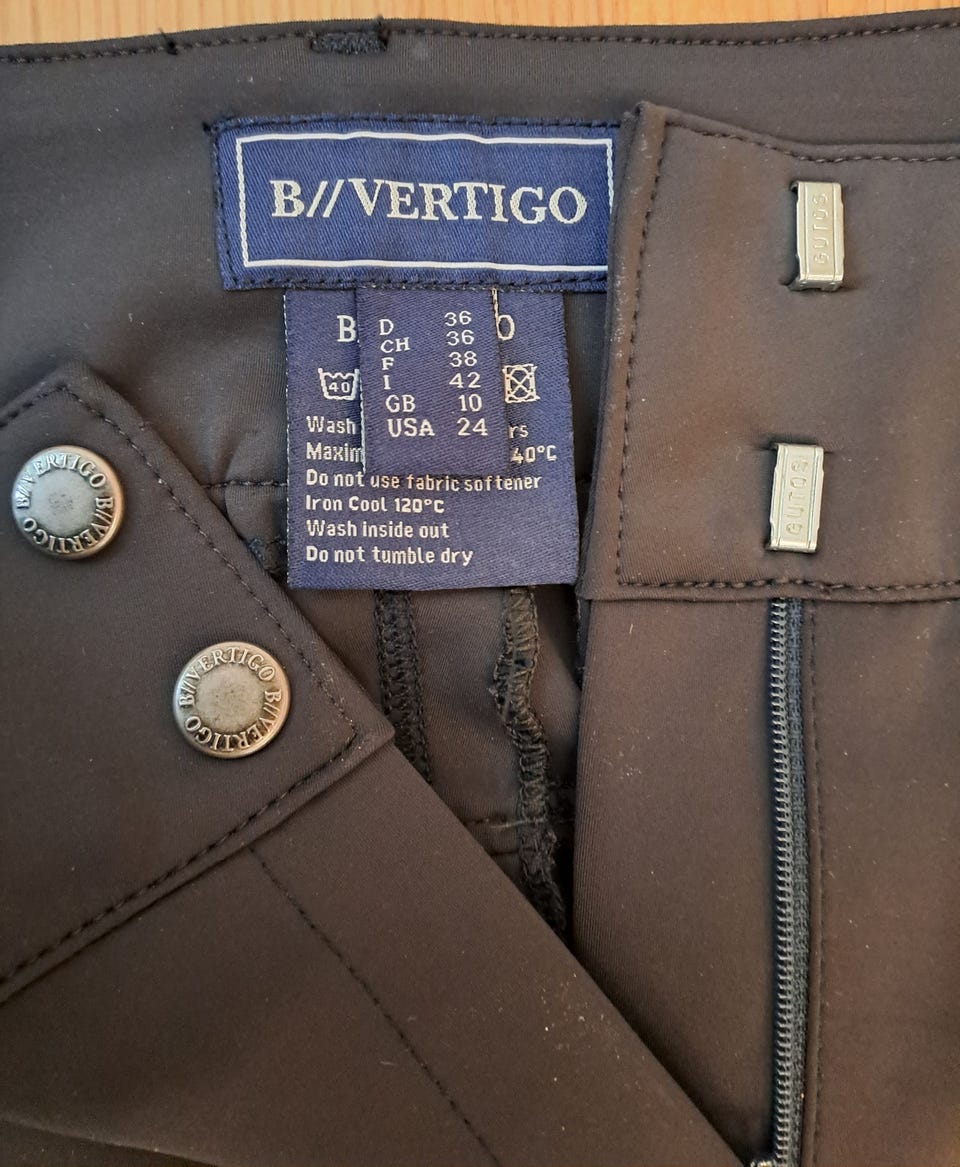 B//VERTIGO
D 36
CH 36
F 38
I 42
GB 10
USA 24
B O
40
Wash rs
Maxim 40°C
Do not use fabric softener
Iron Cool 120°C
Wash inside out
Do not tumble dry
GUTOS
GUTOS
B//VERTIGO B//VERTIGO
B//VERTIGO B//VERTIGO